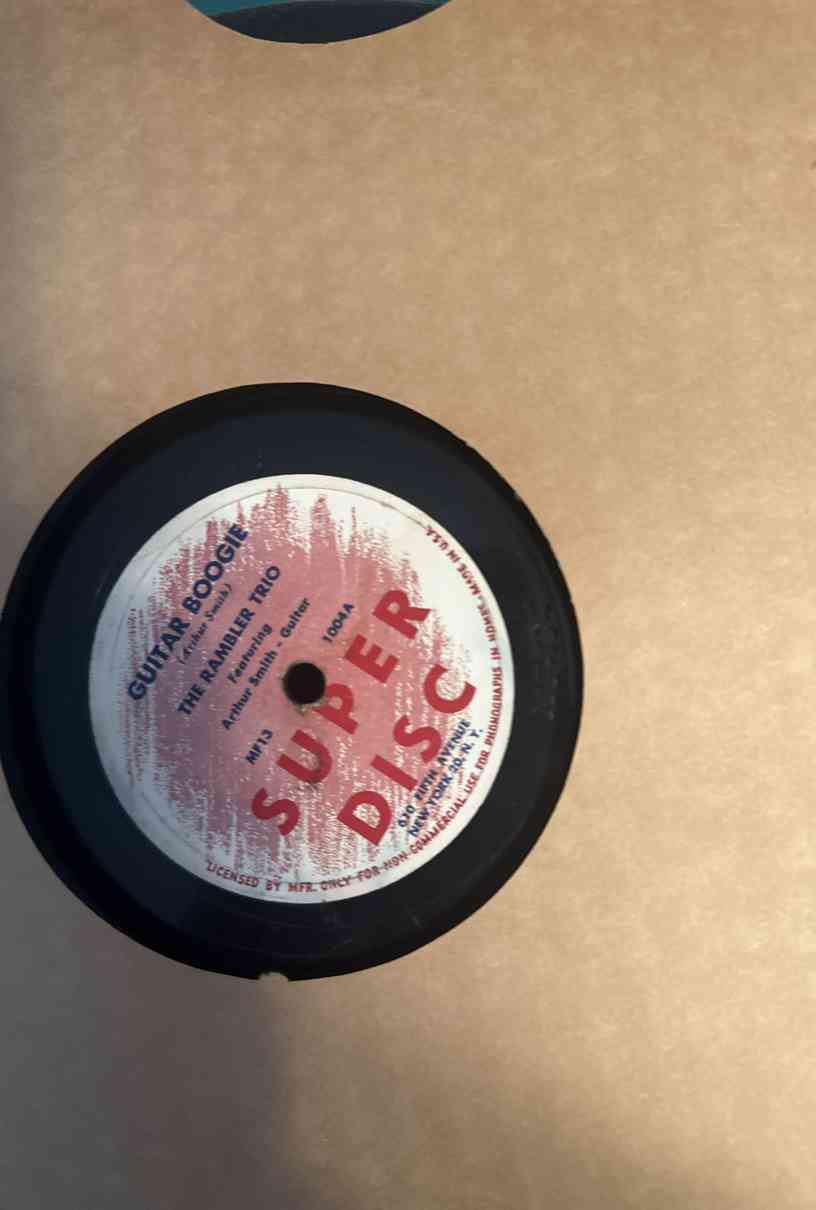 GUITAR BOOGIE
(Arthur Smith)
THE RAMBLER TRIO
Featuring
Arthur Smith - Guitar
MF13
1004A
SUPER
DISC
620 FIFTH AVENUE
NEW YORK 20, N. Y.
LICENSED BY MFR. ONLY FOR NON-COMMERCIAL USE FOR PHONOGRAPHS IN HOMES-MADE IN U.S.A.